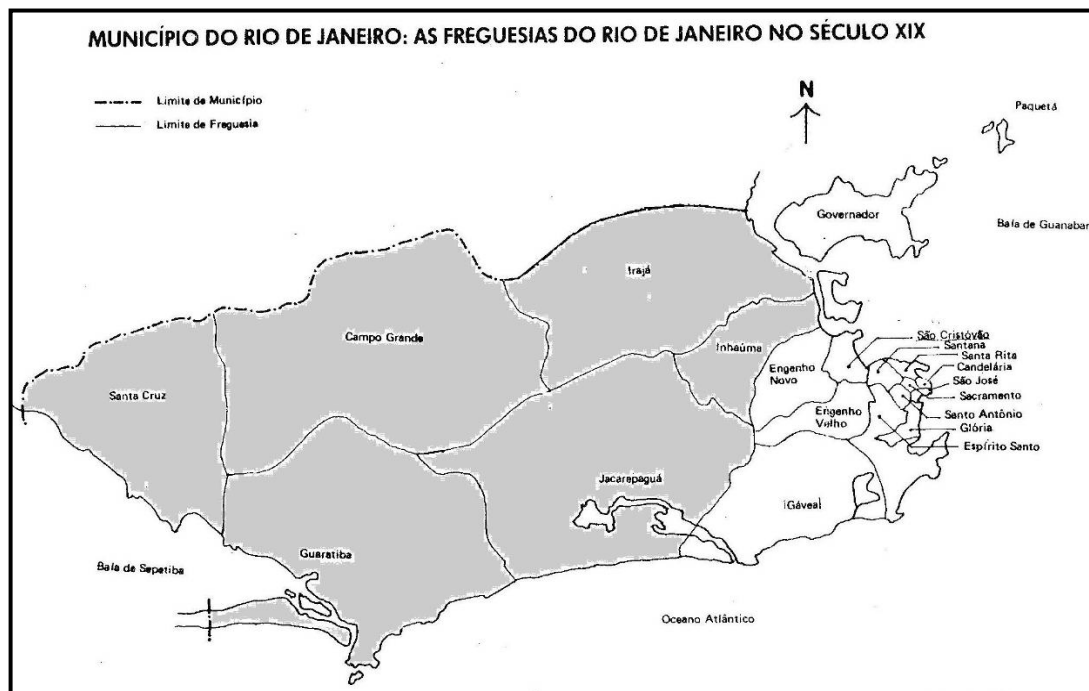 MUNICÍPIO DO RIO DE JANEIRO: AS FREGUESIAS DO RIO DE JANEIRO NO SÉCULO XIX
Limite de Município
Limite de Freguesia
N
Paquetá
Governador
Baía de Guanabar
Irajá
Campo Grande
Inhaúma
Santa Cruz
Engenho
Novo
Engenho
Velho
São Cristóvão
Santana
Santa Rita
Candelária
São José
Sacramento
Santo Antônio
Glória
Espírito Santo
Jacarepaguá
Gáveal
Guaratiba
Baía de Sepetiba
Oceano Atlântico